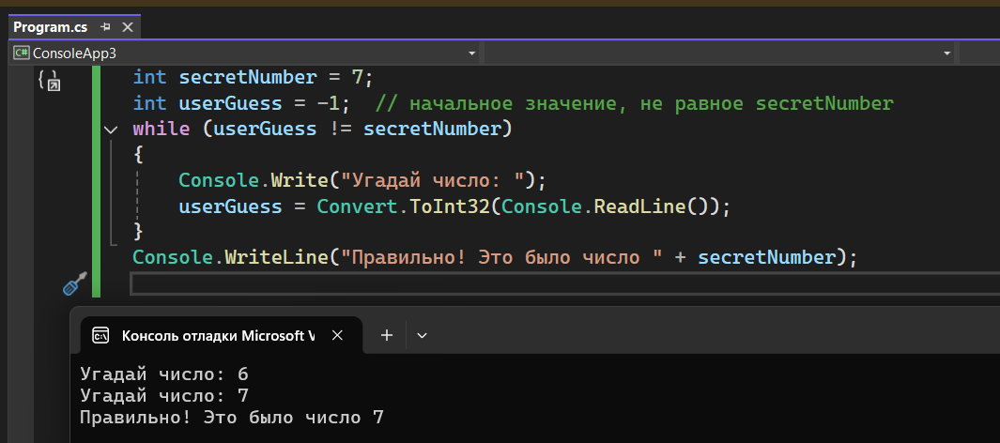 Program.cs
C# ConsoleApp3
int secretNumber = 7;
int userGuess = -1;  // начальное значение, не равное secretNumber
while (userGuess != secretNumber)
{
    Console.Write("Угадай число: ");
    userGuess = Convert.ToInt32(Console.ReadLine());
}
Console.WriteLine("Правильно! Это было число " + secretNumber);
Консоль отладки Microsoft V
Угадай число: 6
Угадай число: 7
Правильно! Это было число 7